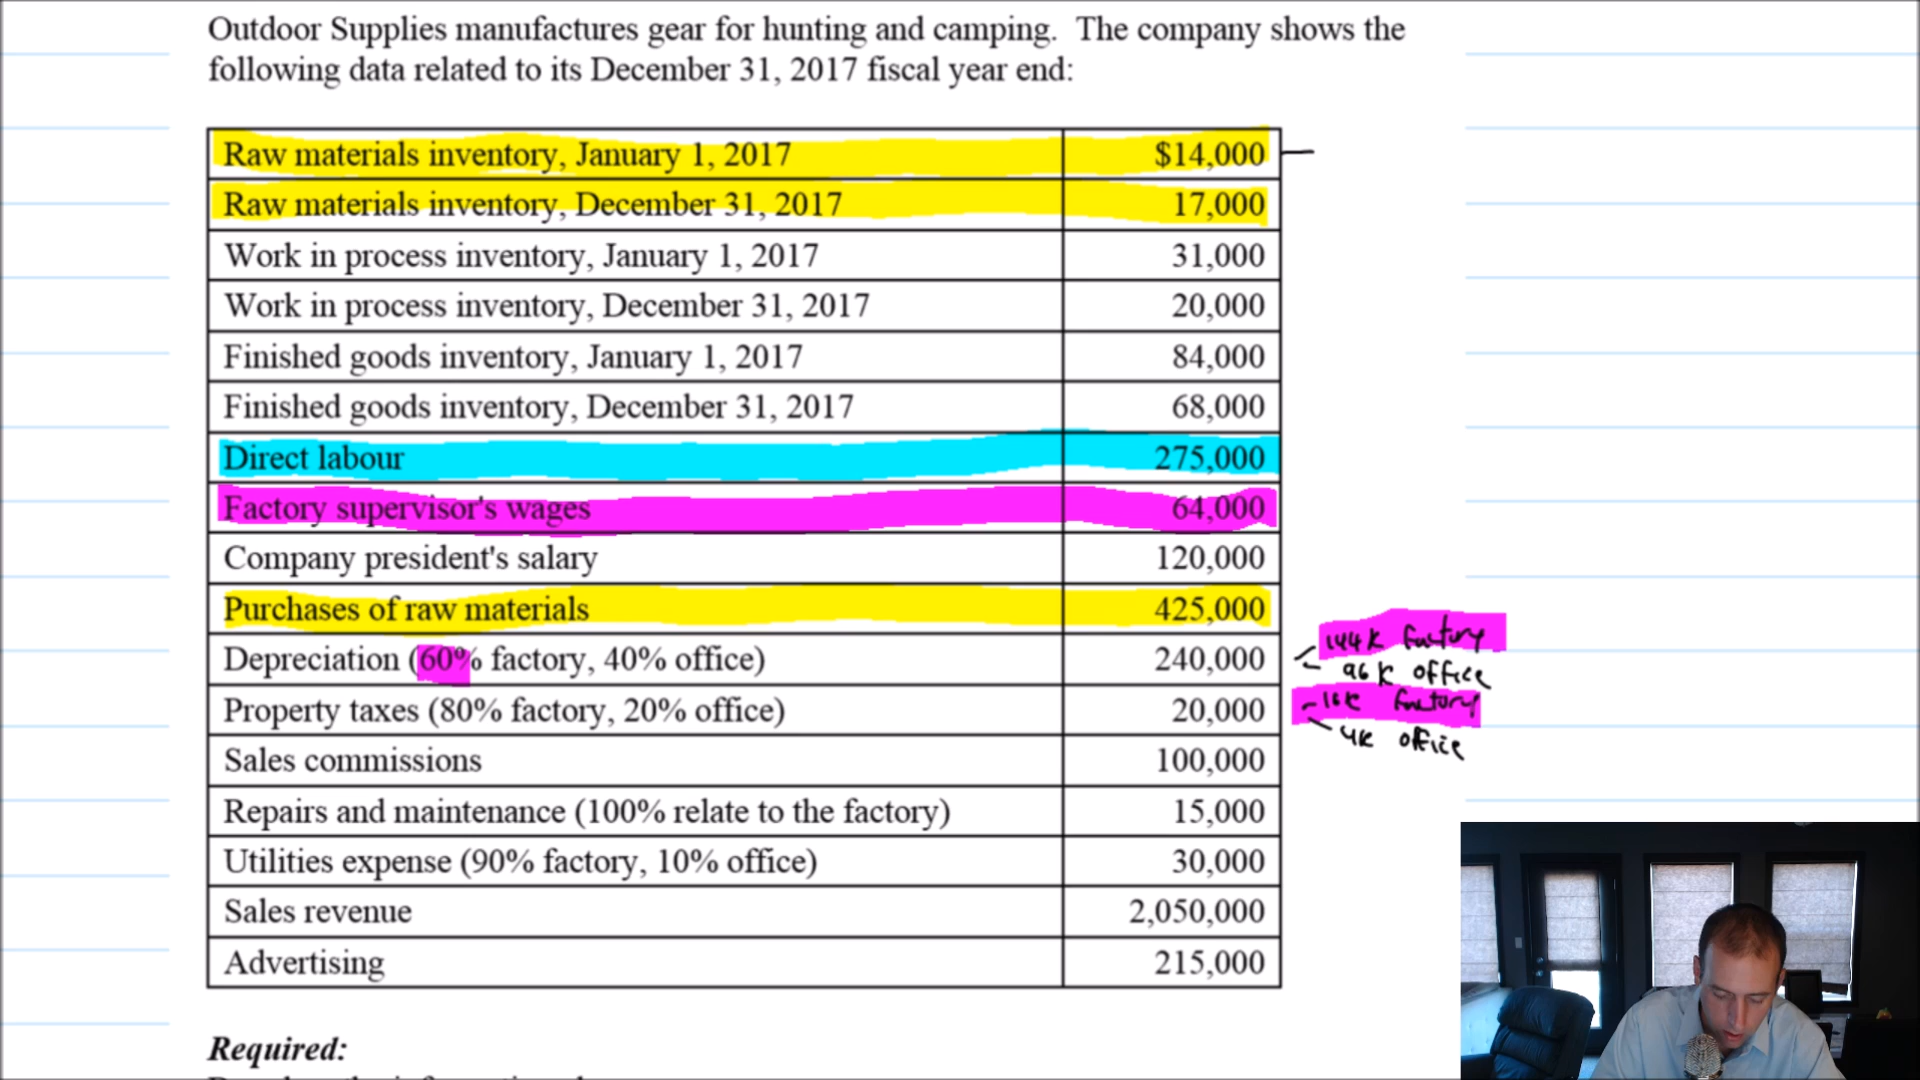 Outdoor Supplies manufactures gear for hunting and camping. The company shows the
following data related to its December 31, 2017 fiscal year end:
Raw materials inventory, January 1, 2017 $14,000
Raw materials inventory, December 31, 2017 17,000
Work in process inventory, January 1, 2017 31,000
Work in process inventory, December 31, 2017 20,000
Finished goods inventory, January 1, 2017 84,000
Finished goods inventory, December 31, 2017 68,000
Direct labour 275,000
Factory supervisor's wages 64,000
Company president's salary 120,000
Purchases of raw materials 425,000
144K factory
Depreciation (60% factory, 40% office) 240,000
96K office
16K factory
Property taxes (80% factory, 20% office) 20,000
4K office
Sales commissions 100,000
Repairs and maintenance (100% relate to the factory) 15,000
Utilities expense (90% factory, 10% office) 30,000
Sales revenue 2,050,000
Advertising 215,000
Required: